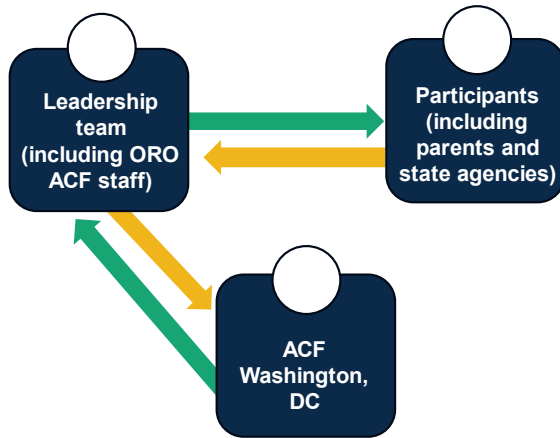 Leadership
team
(including ORO
ACF staff)
Participants
(including
parents and
state agencies)
ACF
Washington,
DC